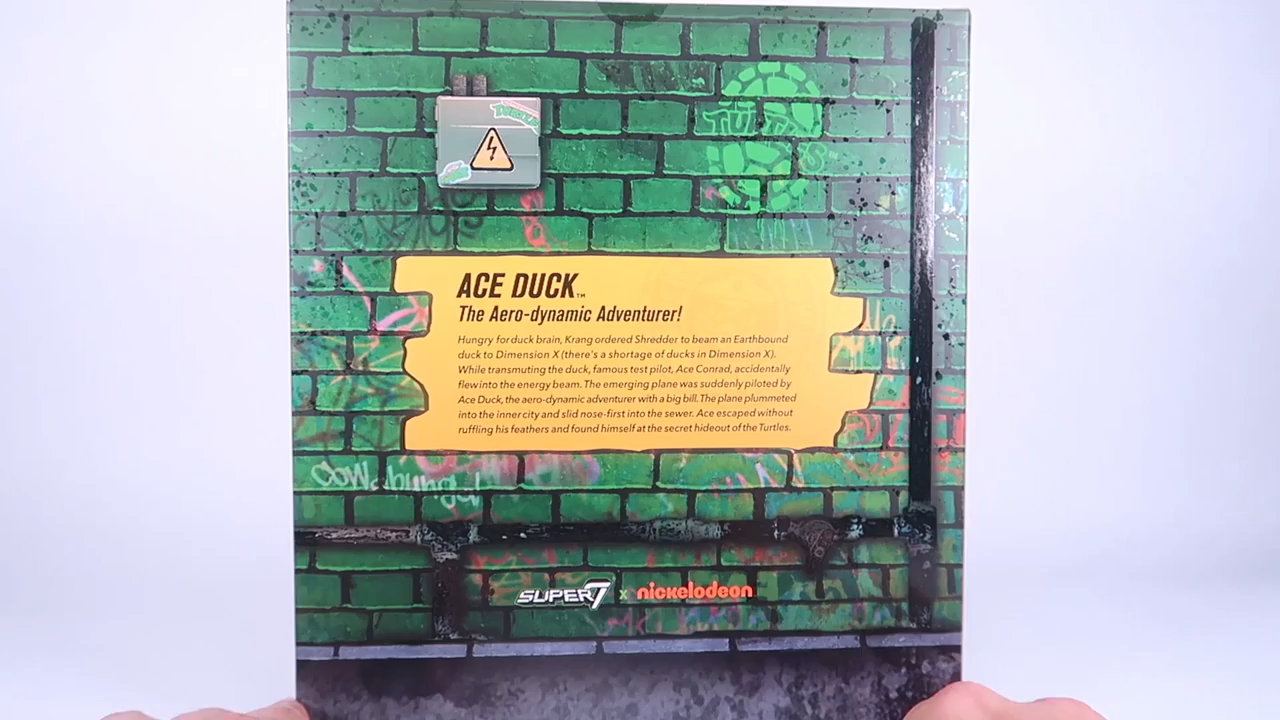 TURTLES
ACE DUCK™
The Aero-dynamic Adventurer!
Hungry for duck brain, Krang ordered Shredder to beam an Earthbound
duck to Dimension X (there's a shortage of ducks in Dimension X).
While transmuting the duck, famous test pilot, Ace Conrad, accidentally
flew into the energy beam. The emerging plane was suddenly piloted by
Ace Duck, the aero-dynamic adventurer with a big bill. The plane plummeted
into the inner city and slid nose-first into the sewer. Ace escaped without
ruffling his feathers and found himself at the secret hideout of the Turtles.
Cowabunga!
SUPER7 x nickelodeon